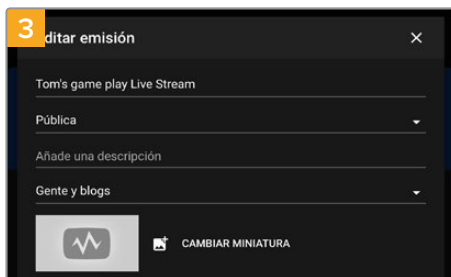 3
ditar emisión
Tom's game play Live Stream
Pública
Añade una descripción
Gente y blogs
CAMBIAR MINIATURA